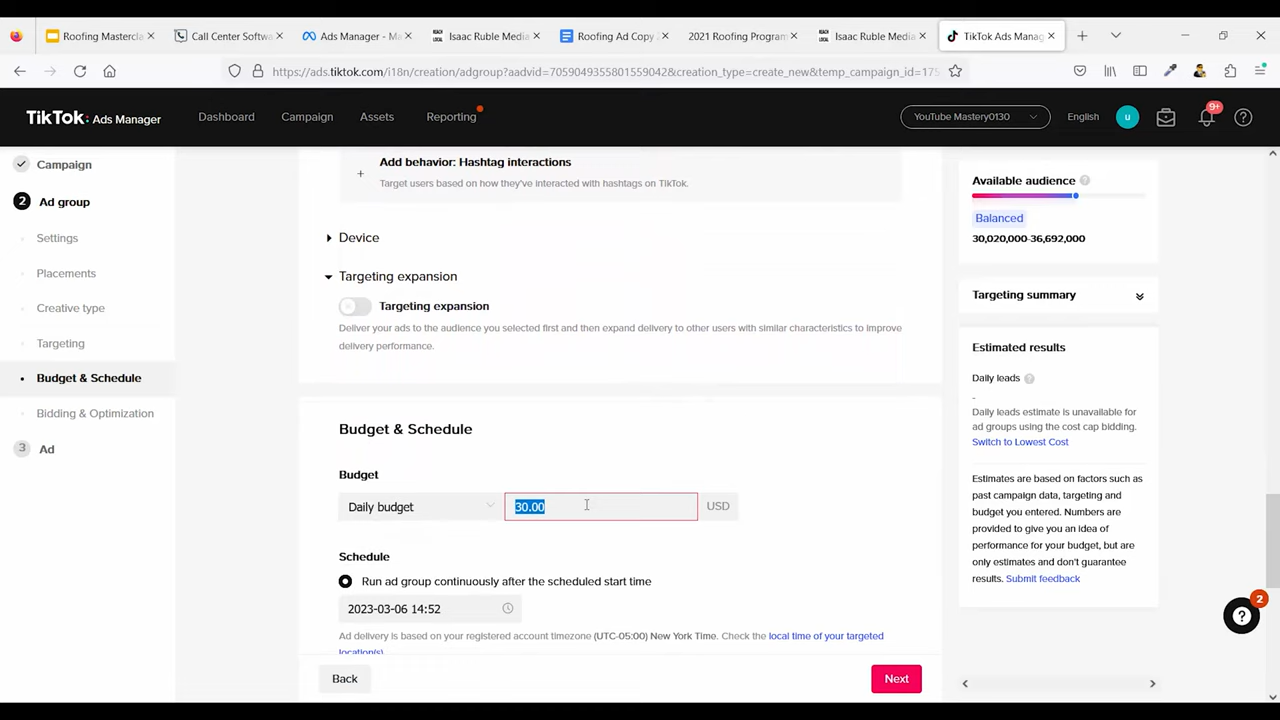 Roofing Mastercla
Call Center Softwa
Ads Manager - Ma
Isaac Ruble Media
Roofing Ad Copy
2021 Roofing Program
Isaac Ruble Media
TikTok Ads Manag
https://ads.tiktok.com/i18n/creation/adgroup?aadvid=7059049355801559042&creation_type=create_new&temp_campaign_id=175
TikTok: Ads Manager
Dashboard
Campaign
Assets
Reporting
YouTube Mastery0130
English
u
9+
Campaign
2 Ad group
Settings
Placements
Creative type
Targeting
Budget & Schedule
Bidding & Optimization
3 Ad
Add behavior: Hashtag interactions
Target users based on how they've interacted with hashtags on TikTok.
Device
Targeting expansion
Targeting expansion
Deliver your ads to the audience you selected first and then expand delivery to other users with similar characteristics to improve
delivery performance.
Budget & Schedule
Budget
Daily budget
30.00
USD
Schedule
Run ad group continuously after the scheduled start time
2023-03-06 14:52
Ad delivery is based on your registered account timezone (UTC-05:00) New York Time. Check the local time of your targeted
location(s).
Back
Next
Available audience
Balanced
30,020,000-36,692,000
Targeting summary
Estimated results
Daily leads
-
Daily leads estimate is unavailable for
ad groups using the cost cap bidding.
Switch to Lowest Cost
Estimates are based on factors such as
past campaign data, targeting and
budget you entered. Numbers are
provided to give you an idea of
performance for your budget, but are
only estimates and don't guarantee
results. Submit feedback
2